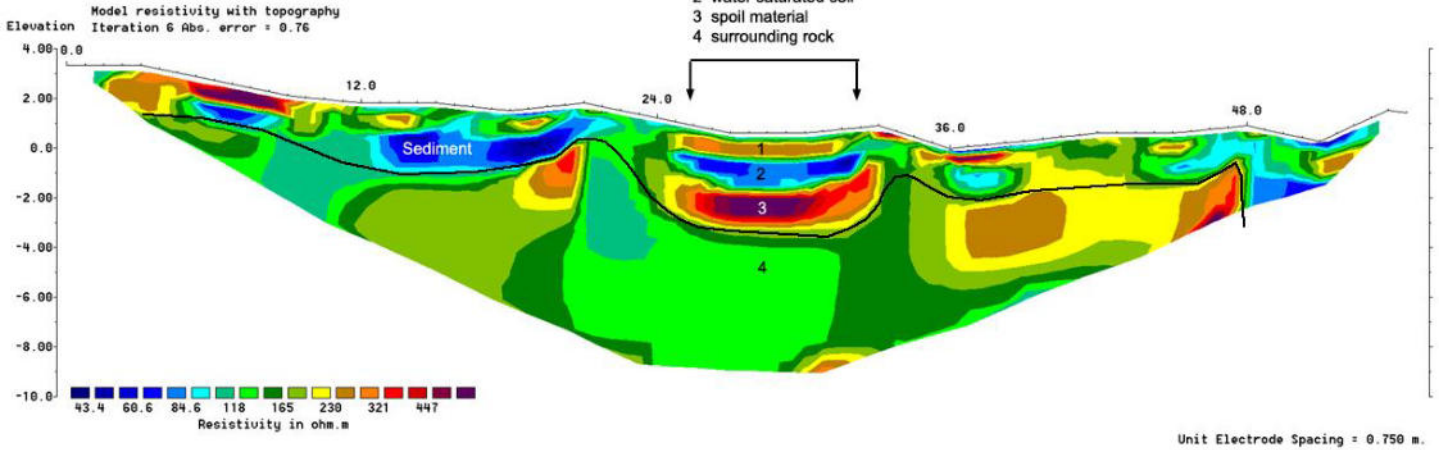 3 spoil material
4 surrounding rock
Model resistivity with topography
Elevation Iteration 6 Abs. error = 0.76
4.00
0.0
2.00
12.0
24.0
36.0
48.0
0.0
Sediment
1
2
-2.00
3
-4.00
4
-6.00
-8.00
-10.0
43.4 60.6 84.6 118 165 230 321 447
Resistivity in ohm.m
Unit Electrode Spacing = 0.750 m.